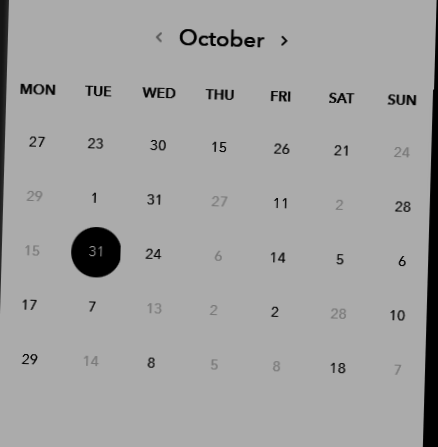 ‹ October ›
MON TUE WED THU FRI SAT SUN
27 23 30 15 26 21 24
29 1 31 27 11 2 28
15 31 24 6 14 5 6
17 7 13 2 2 28 10
29 14 8 5 8 18 7